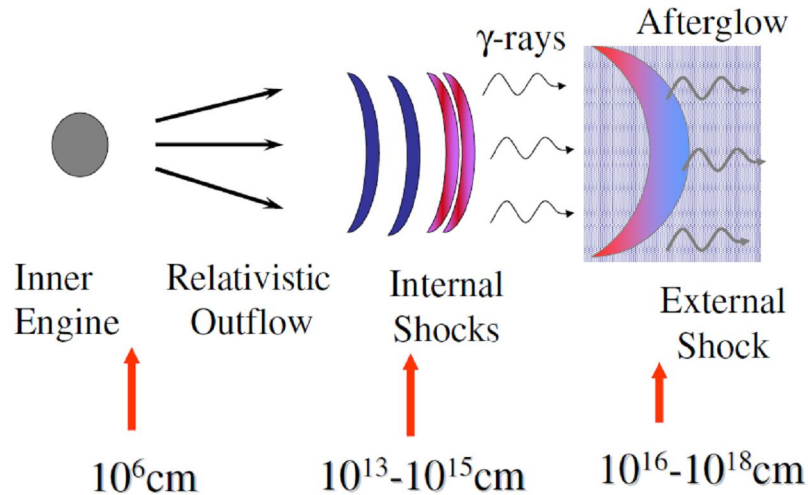 Afterglow
γ-rays
Inner
Engine
Relativistic
Outflow
Internal
Shocks
External
Shock
10⁶cm
10¹³-10¹⁵cm
10¹⁶-10¹⁸cm